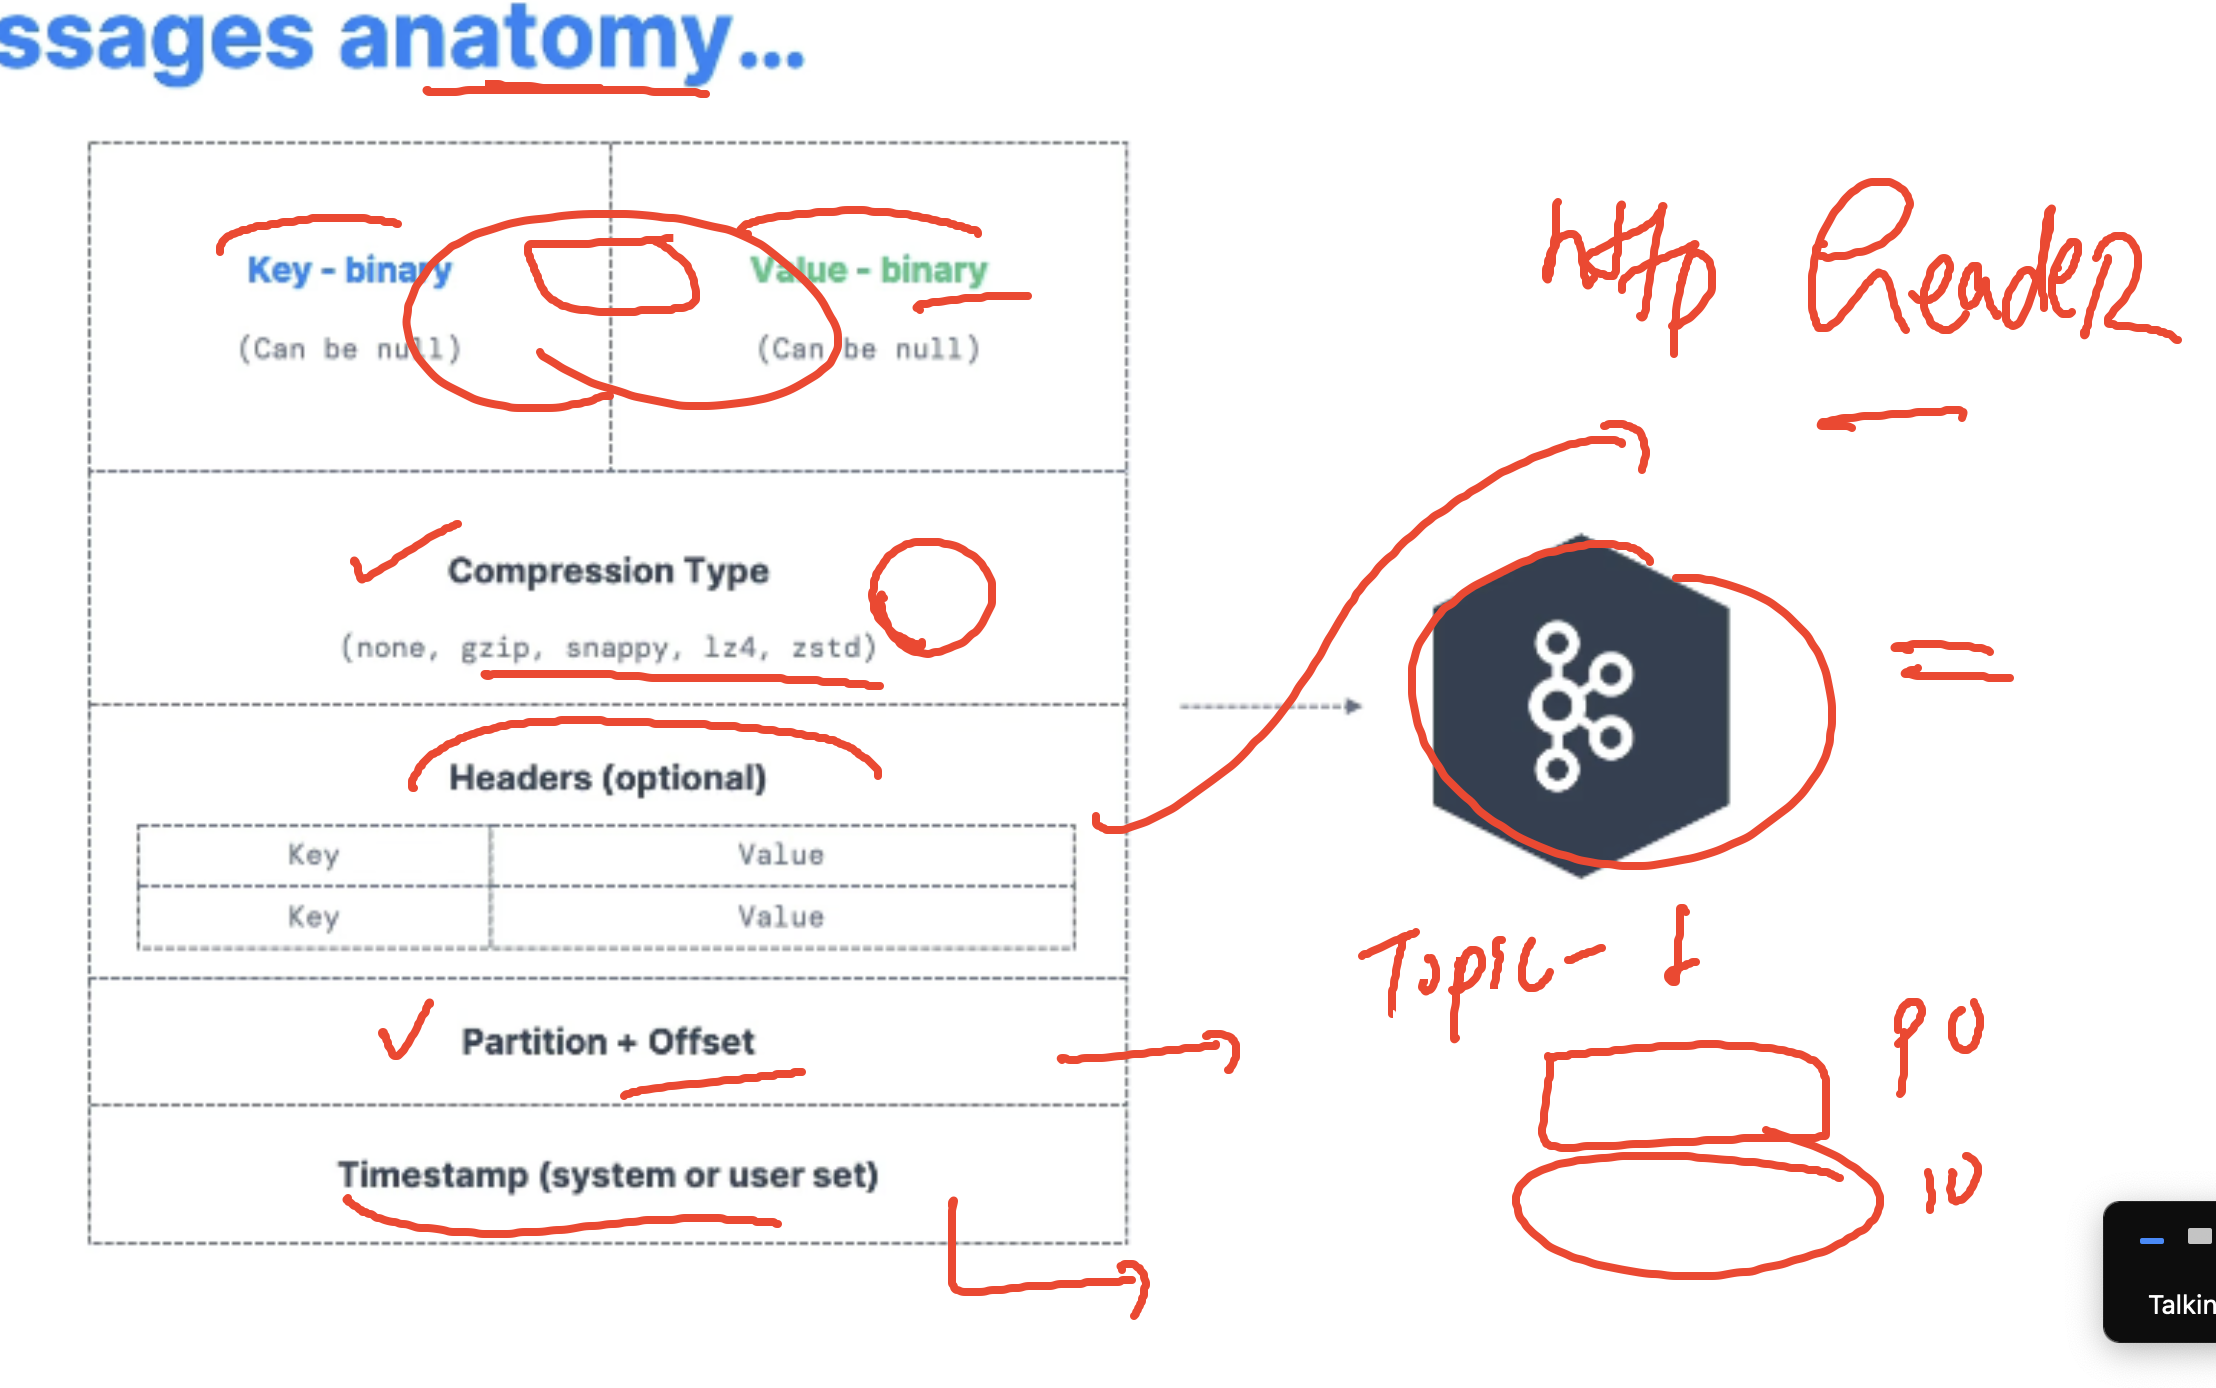 ssages anatomy...
Key - binary
Value - binary
(Can be null)
(Can be null)
http Header
Compression Type
(none, gzip, snappy, lz4, zstd)
Headers (optional)
Key
Value
Key
Value
Topic - 1
Partition + Offset
P0
Timestamp (system or user set)
10
Talkin